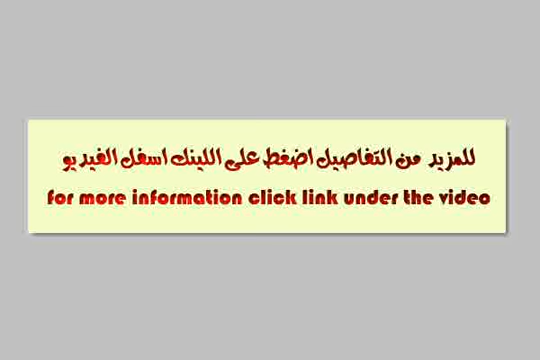 للمزيد من التفاصيل اضغط على اللينك اسفل الفيديو
for more information click link under the video